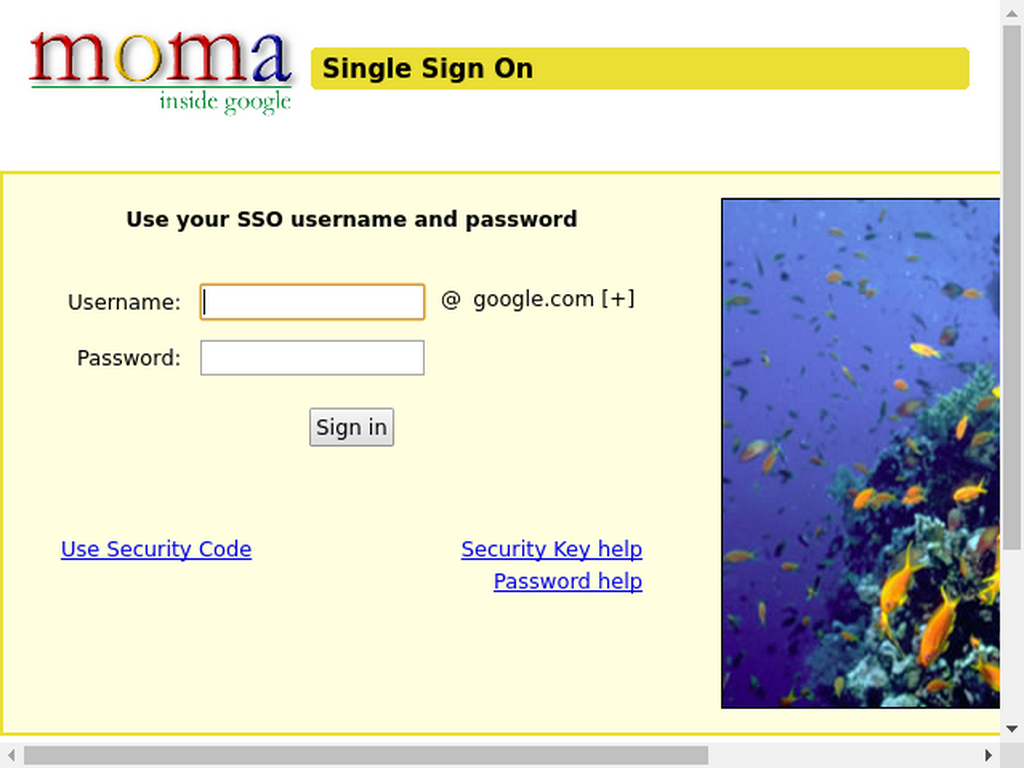 moma
inside google
Single Sign On
Use your SSO username and password
Username: @ google.com [+]
Password:
Sign in
Use Security Code
Security Key help
Password help